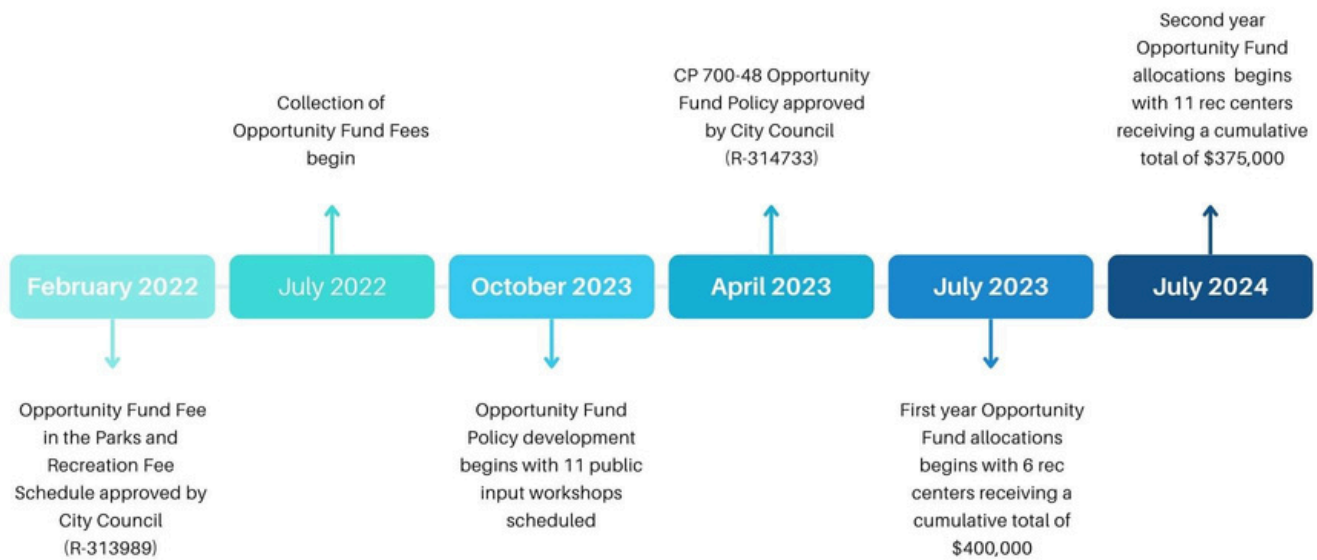 Second year
Opportunity Fund
allocations begins
with 11 rec centers
receiving a cumulative
total of $375,000
CP 700-48 Opportunity
Fund Policy approved
by City Council
(R-314733)
Collection of
Opportunity Fund Fees
begin
February 2022
July 2022
October 2023
April 2023
July 2023
July 2024
Opportunity Fund Fee
in the Parks and
Recreation Fee
Schedule approved by
City Council
(R-313989)
Opportunity Fund
Policy development
begins with 11 public
input workshops
scheduled
First year Opportunity
Fund allocations
begins with 6 rec
centers receiving a
cumulative total of
$400,000